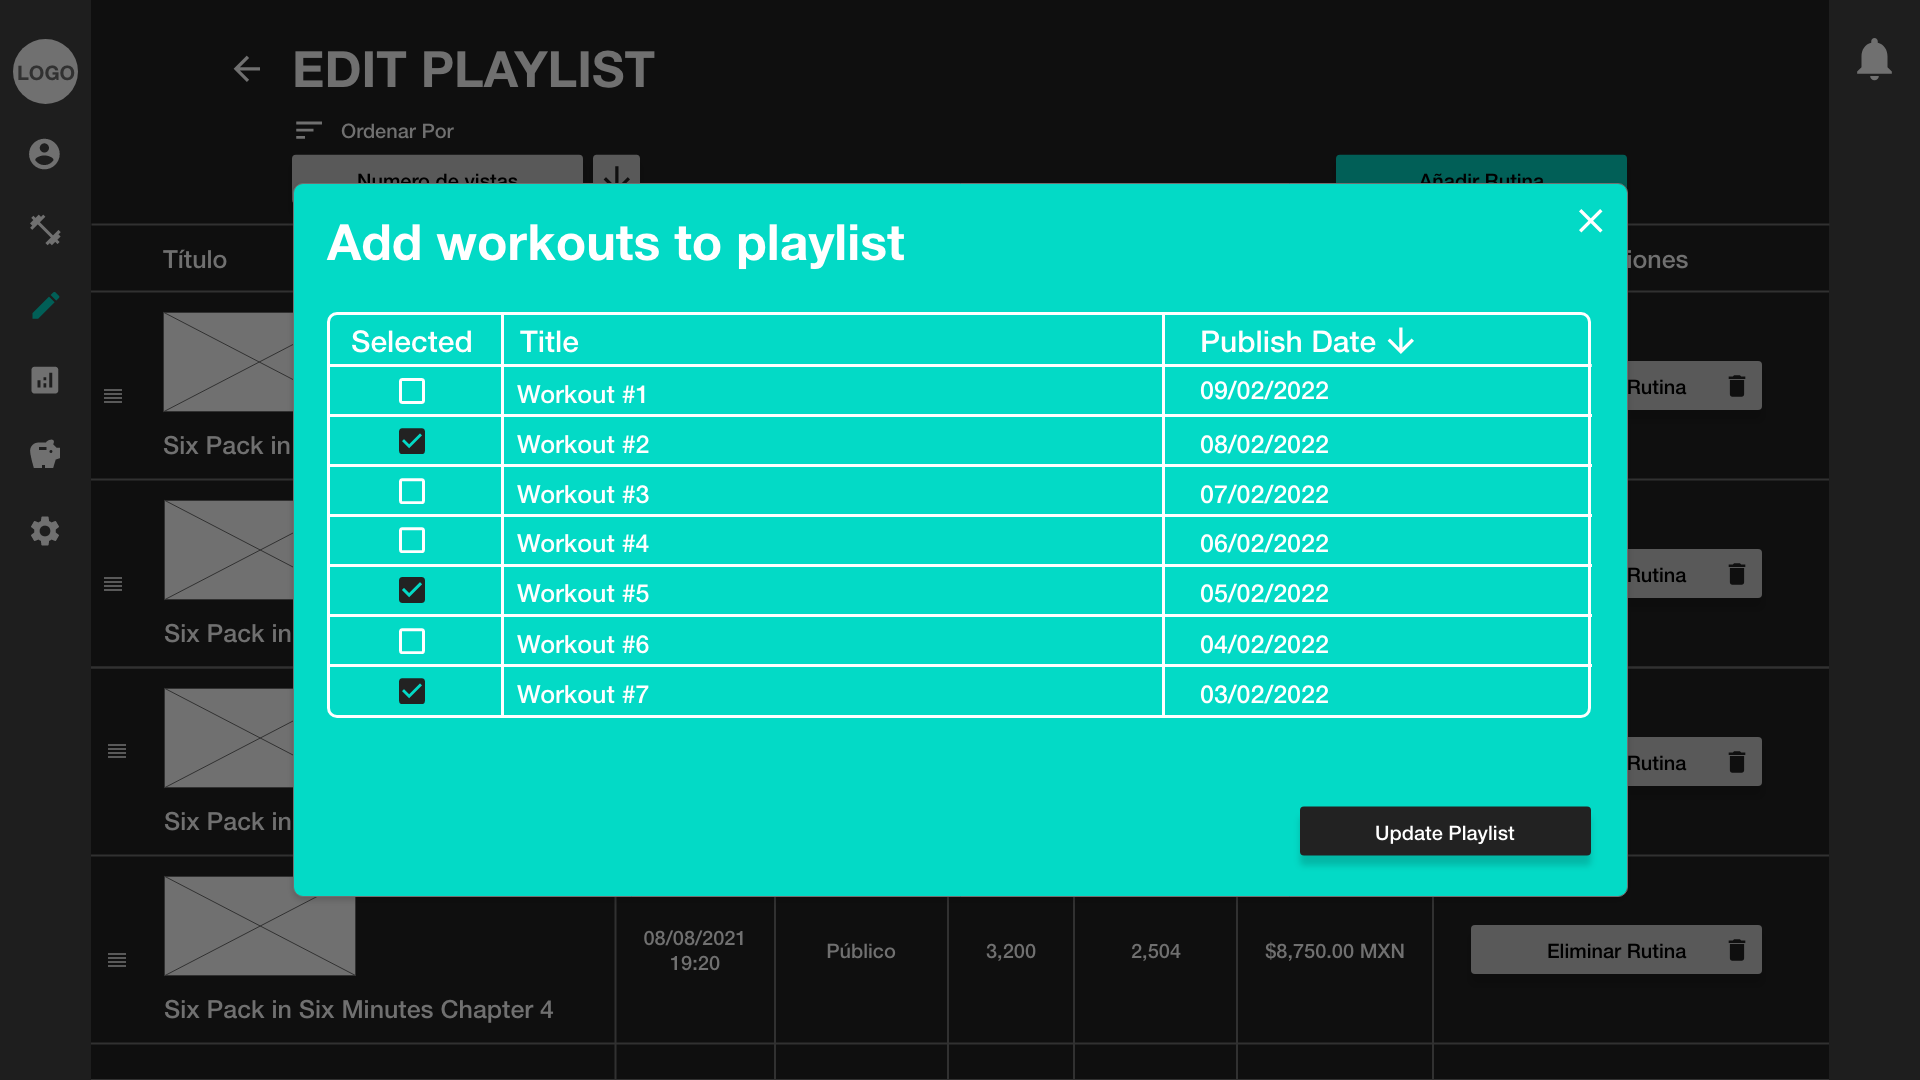 LOGO
EDIT PLAYLIST
Ordenar Por
Numero de vistas
Añadir Rutina
Título
iones
Add workouts to playlist
Selected Title Publish Date
Workout #1 09/02/2022
Workout #2 08/02/2022
Workout #3 07/02/2022
Workout #4 06/02/2022
Workout #5 05/02/2022
Workout #6 04/02/2022
Workout #7 03/02/2022
Update Playlist
Rutina
Six Pack in
Rutina
Six Pack in
Rutina
Six Pack in
08/08/2021
19:20
Público
3,200
2,504
$8,750.00 MXN
Eliminar Rutina
Six Pack in Six Minutes Chapter 4